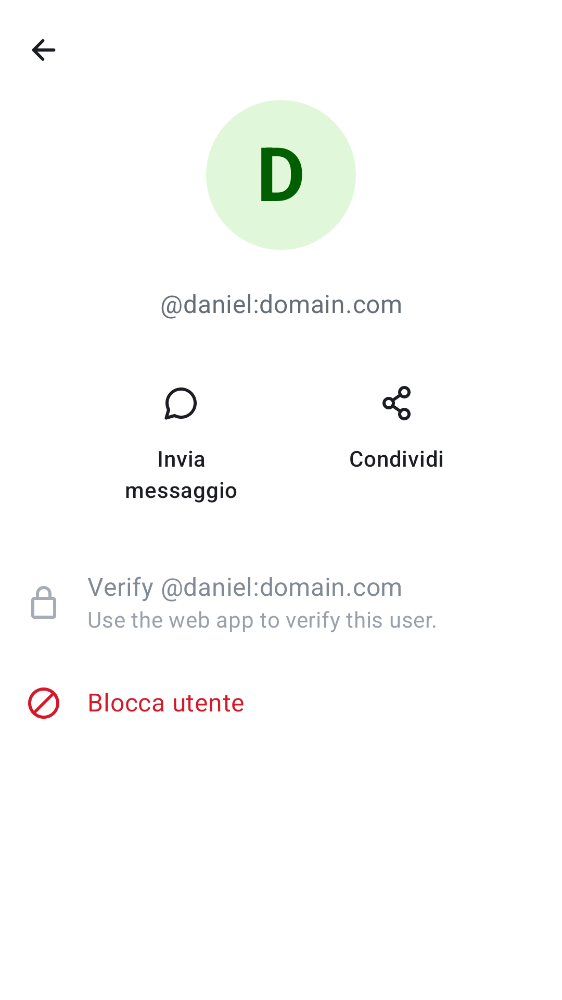 D
@daniel:domain.com
Invia
messaggio
Condividi
Verify @daniel:domain.com
Use the web app to verify this user.
Blocca utente